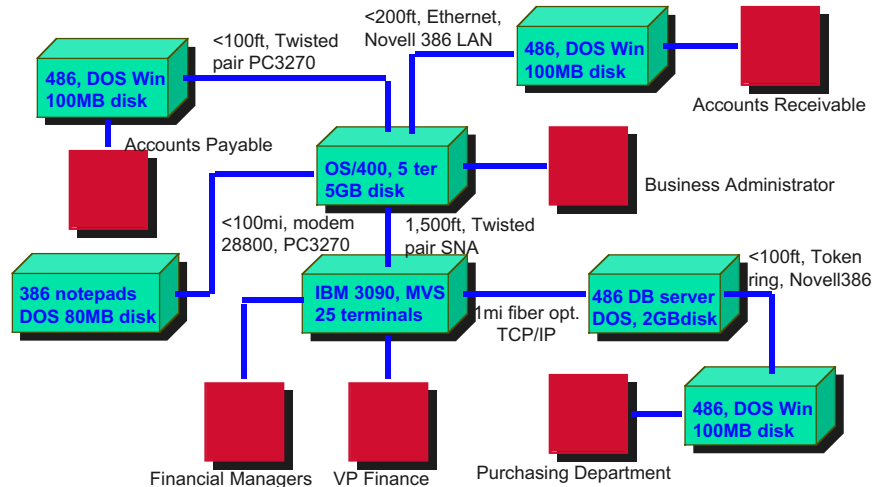 <100ft, Twisted
pair PC3270
<200ft, Ethernet,
Novell 386 LAN
486, DOS Win
100MB disk
486, DOS Win
100MB disk
Accounts Receivable
Accounts Payable
OS/400, 5 ter
5GB disk
Business Administrator
<100mi, modem
28800, PC3270
1,500ft, Twisted
pair SNA
<100ft, Token
ring, Novell386
386 notepads
DOS 80MB disk
IBM 3090, MVS
25 terminals
1mi fiber opt.
TCP/IP
486 DB server
DOS, 2GBdisk
486, DOS Win
100MB disk
Financial Managers
VP Finance
Purchasing Department